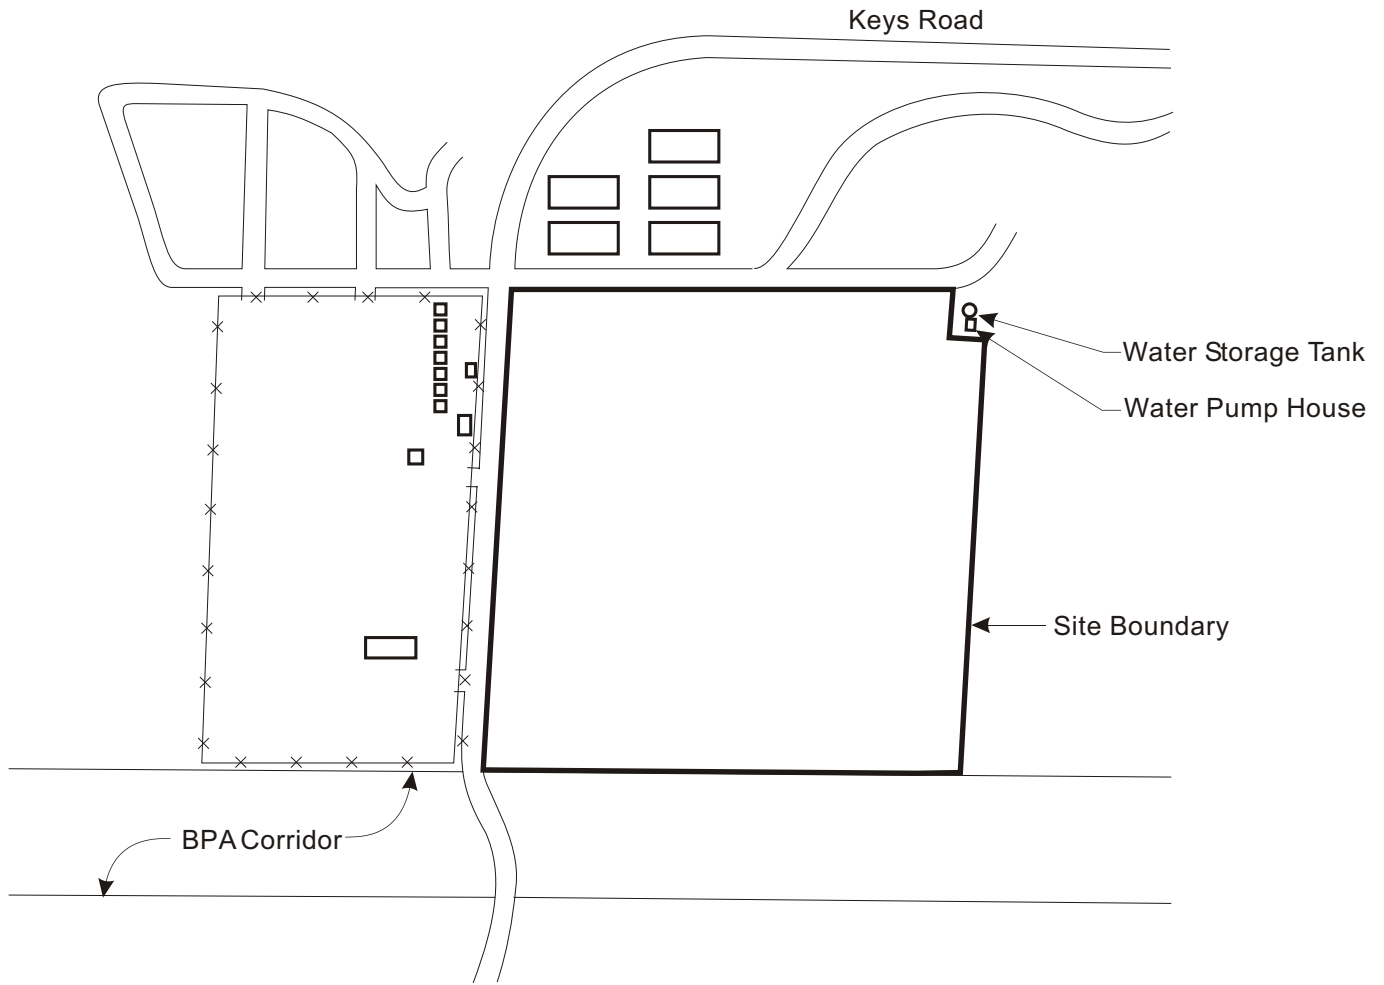 Keys Road
Water Storage Tank
Water Pump House
Site Boundary
BPA Corridor